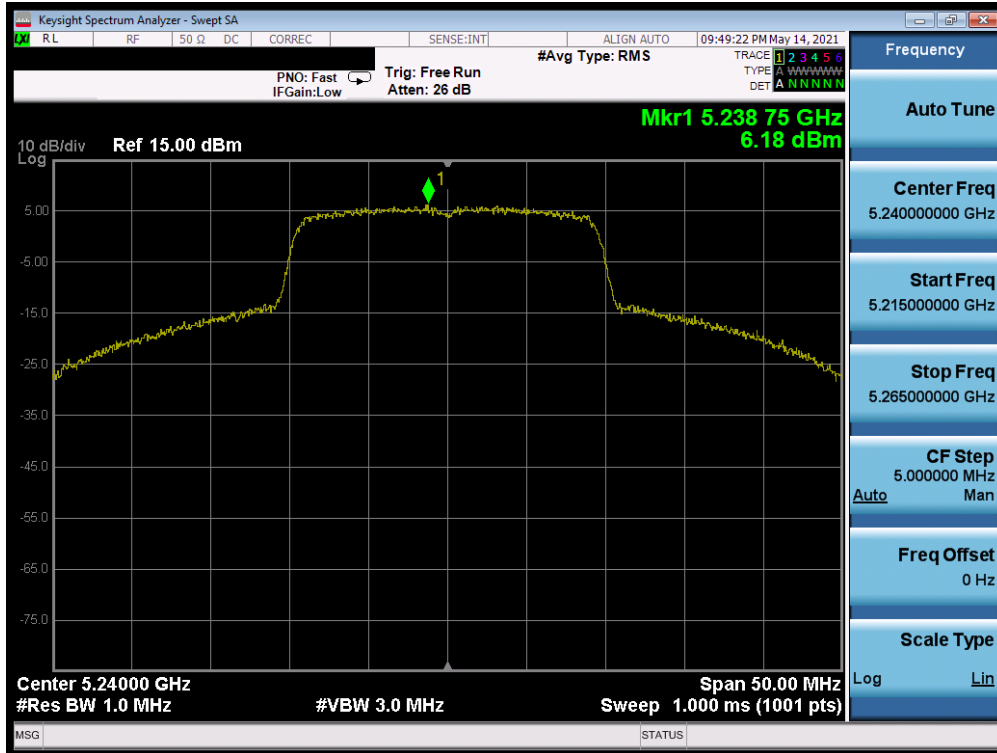 Keysight Spectrum Analyzer - Swept SA
LXI RL RF 50 Ω DC CORREC SENSE:INT ALIGN AUTO 09:49:22 PM May 14, 2021
#Avg Type: RMS TRACE 1 2 3 4 5 6
PNO: Fast Trig: Free Run TYPE A WWWWW
IFGain:Low Atten: 26 dB DET A N N N N N
Mkr1 5.238 75 GHz
6.18 dBm
10 dB/div Ref 15.00 dBm
Log
1
5.00
-5.00
-15.0
-25.0
-35.0
-45.0
-55.0
-65.0
-75.0
Center 5.24000 GHz Span 50.00 MHz
#Res BW 1.0 MHz #VBW 3.0 MHz Sweep 1.000 ms (1001 pts)
MSG STATUS
Frequency
Auto Tune
Center Freq
5.240000000 GHz
Start Freq
5.215000000 GHz
Stop Freq
5.265000000 GHz
CF Step
5.000000 MHz
Auto Man
Freq Offset
0 Hz
Scale Type
Log Lin